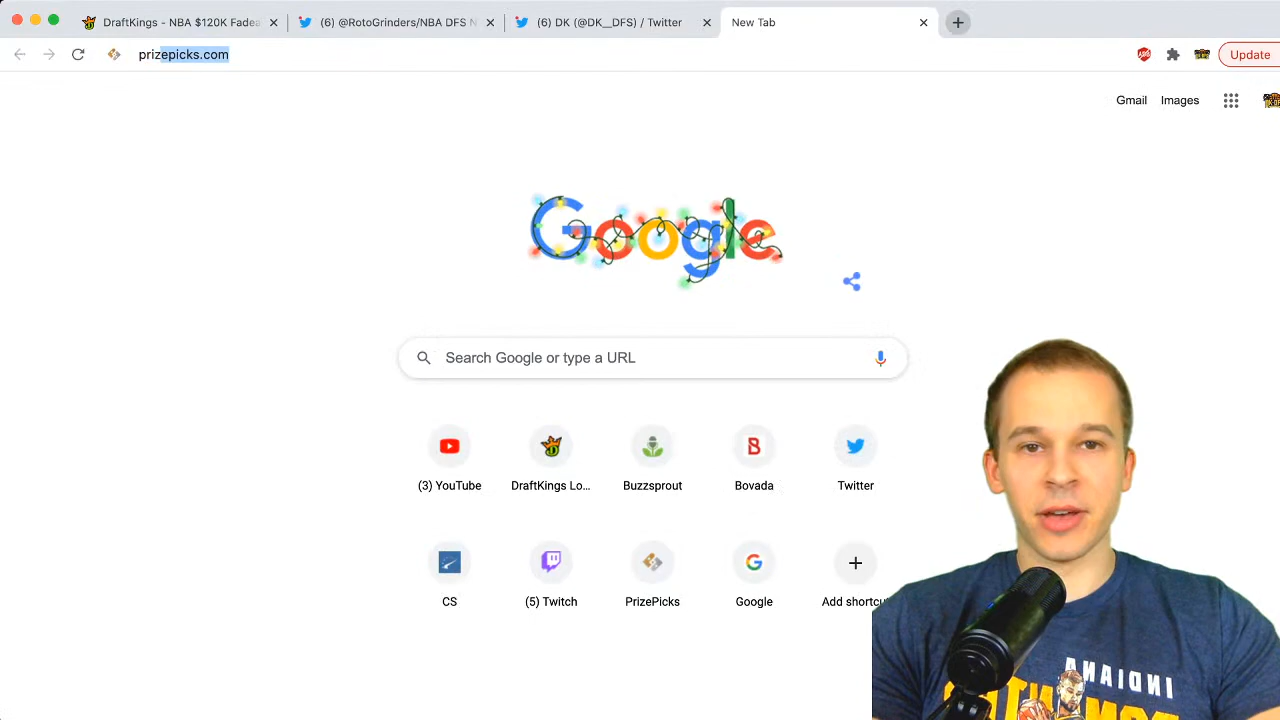 DraftKings - NBA $120K Fadea
(6) @RotoGrinders/NBA DFS N
(6) DK (@DK__DFS) / Twitter
New Tab
prizepicks.com
Update
Gmail
Images
Google
Search Google or type a URL
(3) YouTube
DraftKings Lo...
Buzzsprout
Bovada
Twitter
CS
(5) Twitch
PrizePicks
Google
Add shortcu
INDIANA